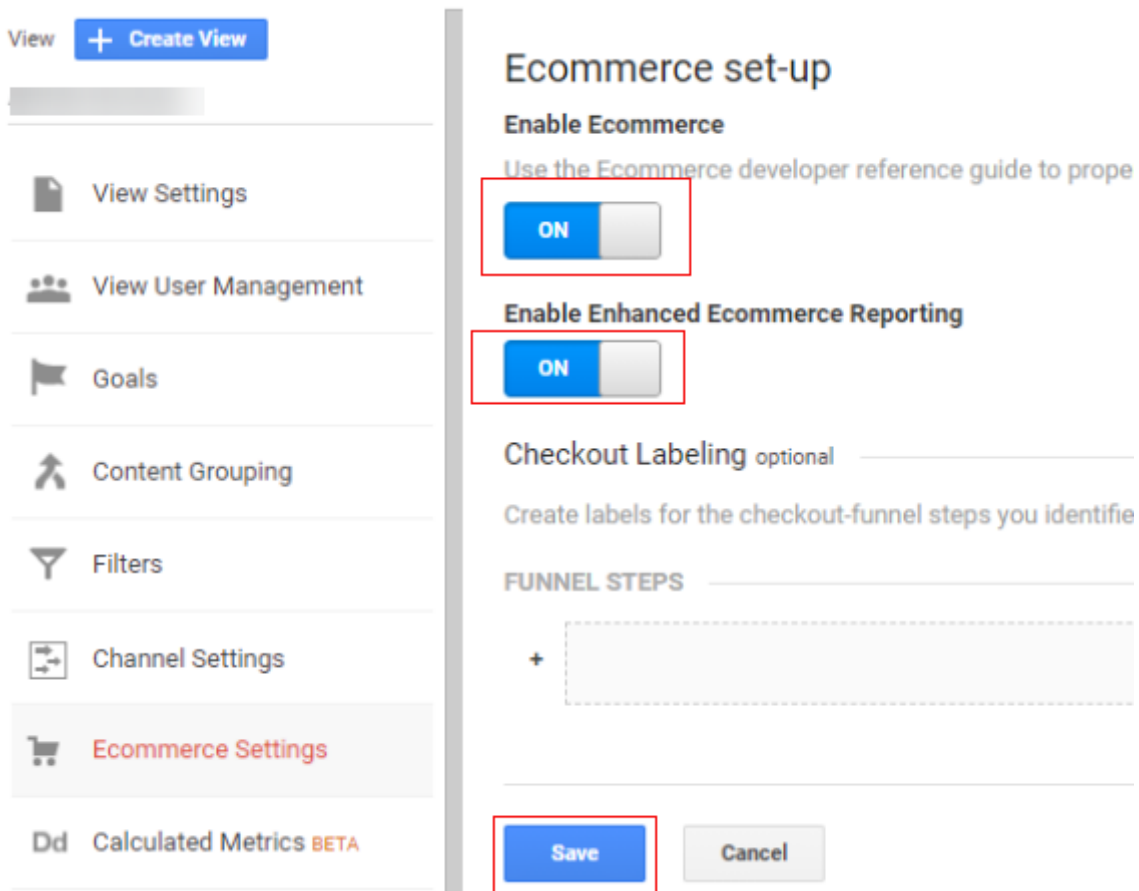 View
+ Create View
View Settings
View User Management
Goals
Content Grouping
Filters
Channel Settings
Ecommerce Settings
Dd Calculated Metrics BETA
Ecommerce set-up
Enable Ecommerce
Use the Ecommerce developer reference guide to prope
ON
Enable Enhanced Ecommerce Reporting
ON
Checkout Labeling optional
Create labels for the checkout-funnel steps you identifie
FUNNEL STEPS
+
Save
Cancel